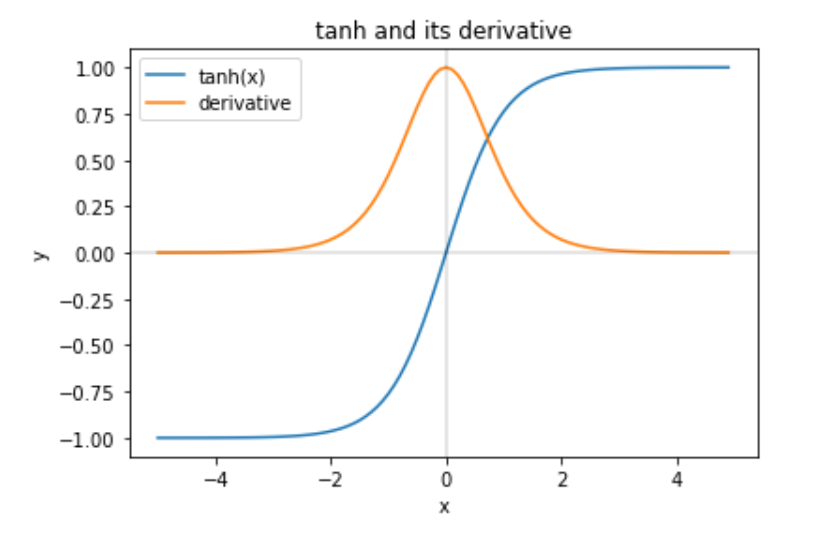 tanh and its derivative
tanh(x)
derivative
1.00
0.75
0.50
0.25
0.00
−0.25
−0.50
−0.75
−1.00
y
−4 −2 0 2 4
x